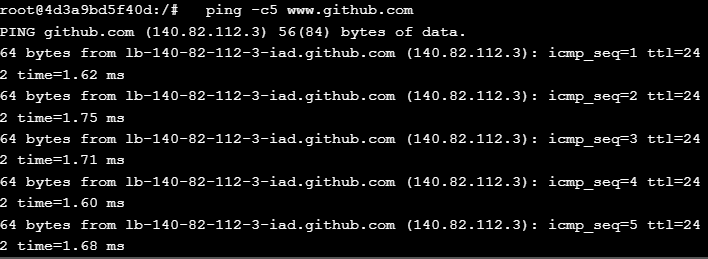 root@4d3a9bd5f40d:/#   ping -c5 www.github.com
PING github.com (140.82.112.3) 56(84) bytes of data.
64 bytes from lb-140-82-112-3-iad.github.com (140.82.112.3): icmp_seq=1 ttl=24
2 time=1.62 ms
64 bytes from lb-140-82-112-3-iad.github.com (140.82.112.3): icmp_seq=2 ttl=24
2 time=1.75 ms
64 bytes from lb-140-82-112-3-iad.github.com (140.82.112.3): icmp_seq=3 ttl=24
2 time=1.71 ms
64 bytes from lb-140-82-112-3-iad.github.com (140.82.112.3): icmp_seq=4 ttl=24
2 time=1.60 ms
64 bytes from lb-140-82-112-3-iad.github.com (140.82.112.3): icmp_seq=5 ttl=24
2 time=1.68 ms